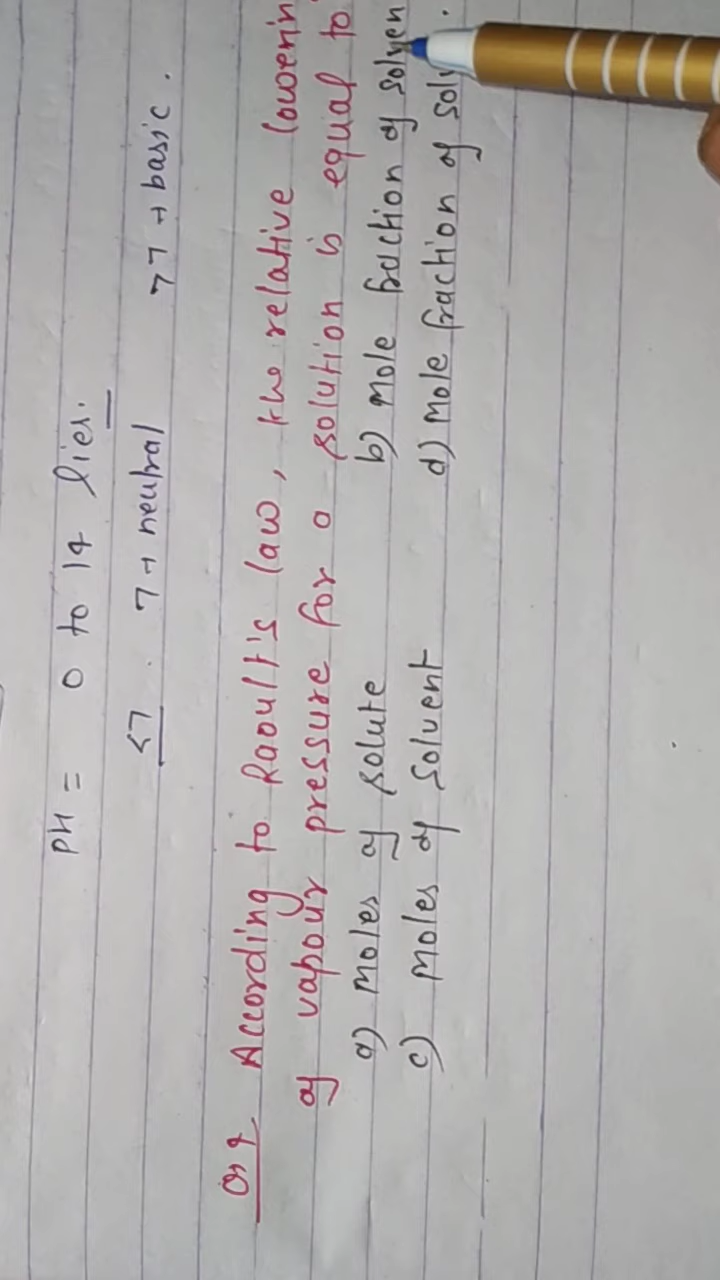 PH = 0 to 14 lies.
<7 . 7 → neutral >7 → basic .
According to Raoult's law, the relative lowerin
of vapour pressure for a solution is equal to
a) Moles of solute b) Mole fraction of solven
c) Moles of Solvent d) Mole fraction of